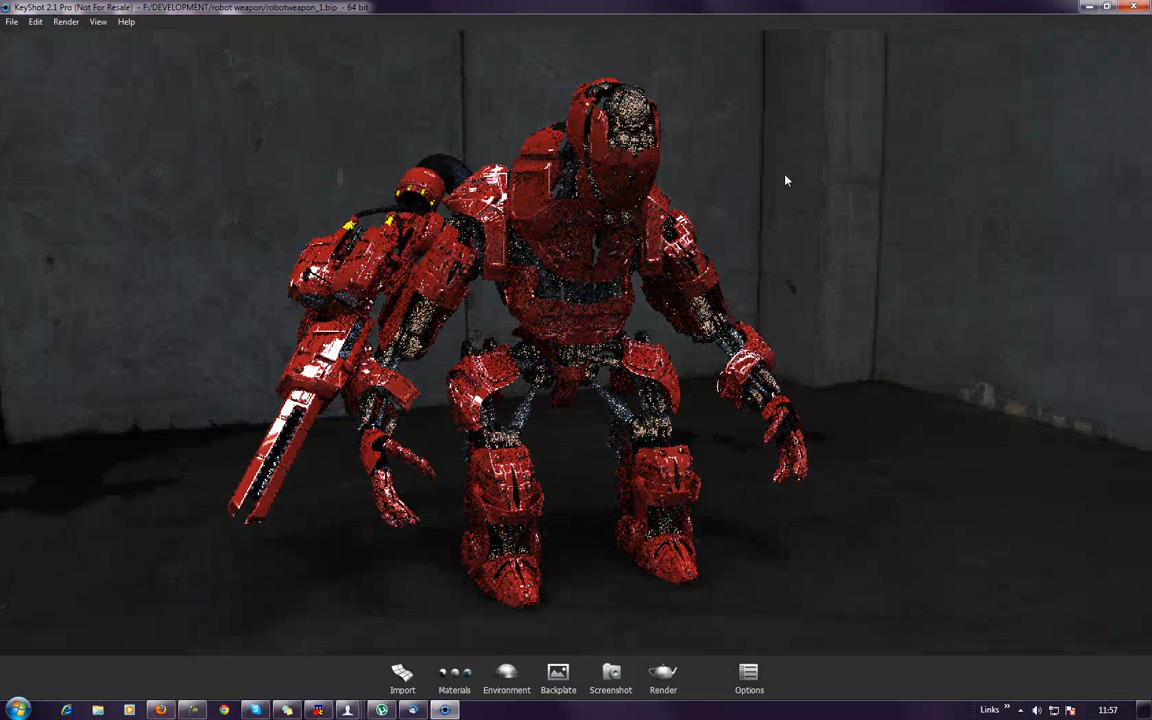 KeyShot 2.1 Pro (Not For Resale) - F:/DEVELOPMENT/robot weapon/robotweapon_1.bip - 64 bit
File Edit Render View Help
Import Materials Environment Backplate Screenshot Render Options
Links » 11:57